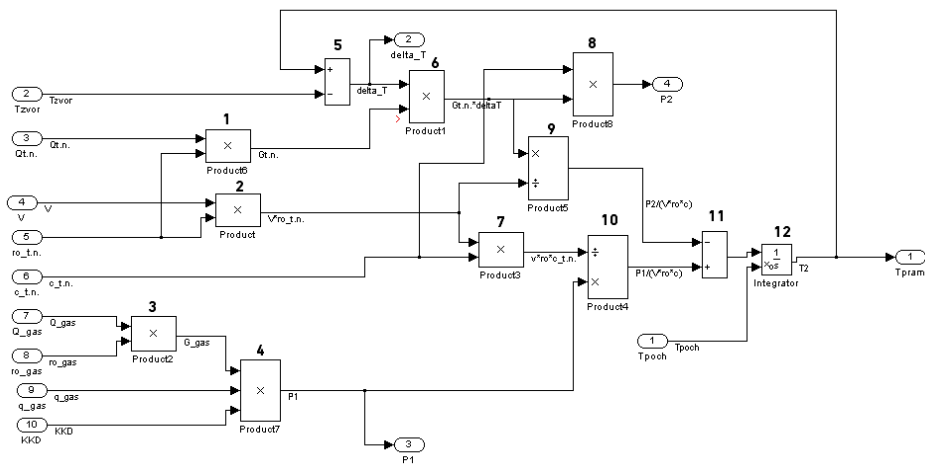 5
+
−
2
delta_T
delta_T
6
×
Product1
Gt.n.*deltaT
8
×
Product8
4
P2
2
Tzvor
Tzvor
3
Qt.n.
Qt.n.
1
×
Product6
Gt.n.
9
×
÷
Product5
P2/(V*ro*c)
4
V
V
5
ro_t.n.
2
×
Product
V*ro_t.n.
7
×
Product3
v*ro*c_t.n.
10
÷
×
Product4
P1/(V*ro*c)
11
−
+
12
1
s
xo
Integrator
T2
1
Tpram
6
c_t.n.
c_t.n.
7
Q_gas
Q_gas
8
ro_gas
ro_gas
3
×
Product2
G_gas
4
×
Product7
P1
1
Tpoch
Tpoch
9
q_gas
q_gas
10
KKD
KKD
3
P1